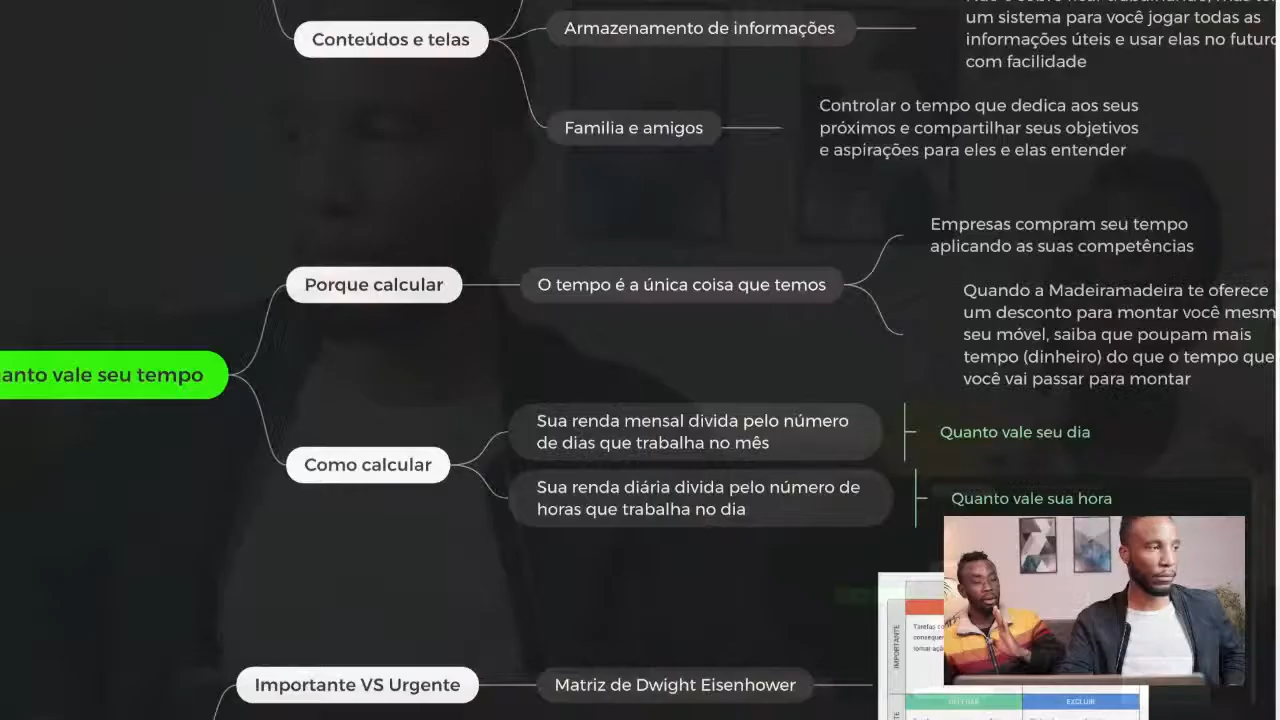 Conteúdos e telas
Armazenamento de informações
um sistema para você jogar todas as
informações úteis e usar elas no futuro
com facilidade
Familia e amigos
Controlar o tempo que dedica aos seus
próximos e compartilhar seus objetivos
e aspirações para eles e elas entender
Porque calcular
O tempo é a única coisa que temos
Empresas compram seu tempo
aplicando as suas competências
Quando a Madeiramadeira te oferece
um desconto para montar você mesm
seu móvel, saiba que poupam mais
tempo (dinheiro) do que o tempo que
você vai passar para montar
anto vale seu tempo
Como calcular
Sua renda mensal divida pelo número
de dias que trabalha no mês
Quanto vale seu dia
Sua renda diária divida pelo número de
horas que trabalha no dia
Quanto vale sua hora
Importante VS Urgente
Matriz de Dwight Eisenhower
IMPORTANTE
Tarefas
DELEGAR
EXCLUIR